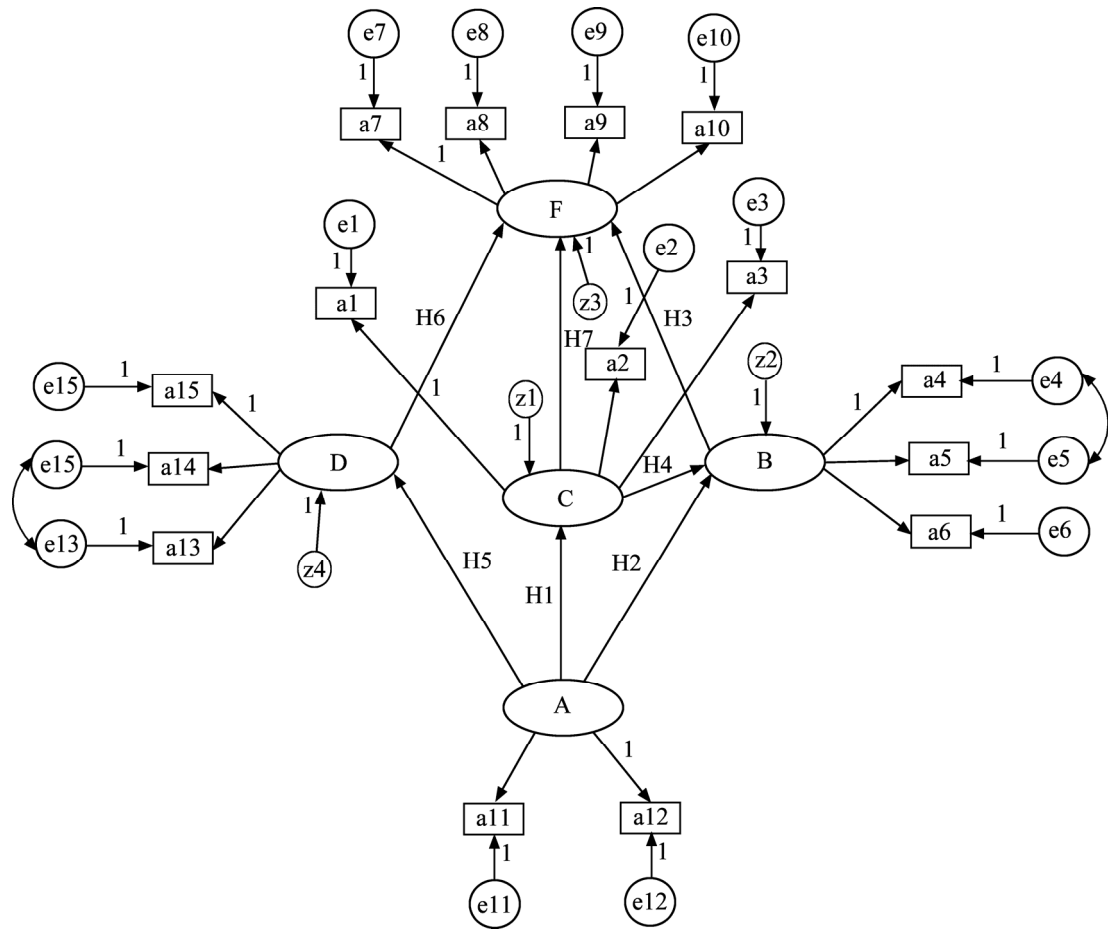 e7 e8 e9 e10
1 1 1 1
a7 a8 a9 a10
1
F
e1 e3
1 1
1 e2
a1 a3
z3 1
H6 H7 H3
a2
z2
e15 1 a15 1 z1 1 1 1 a4 1 e4
1
e15 1 a14 D H4 B a5 1 e5
C
e13 1 a13 1 a6 1 e6
z4
H5 H1 H2
A
1
a11 a12
1 1
e11 e12